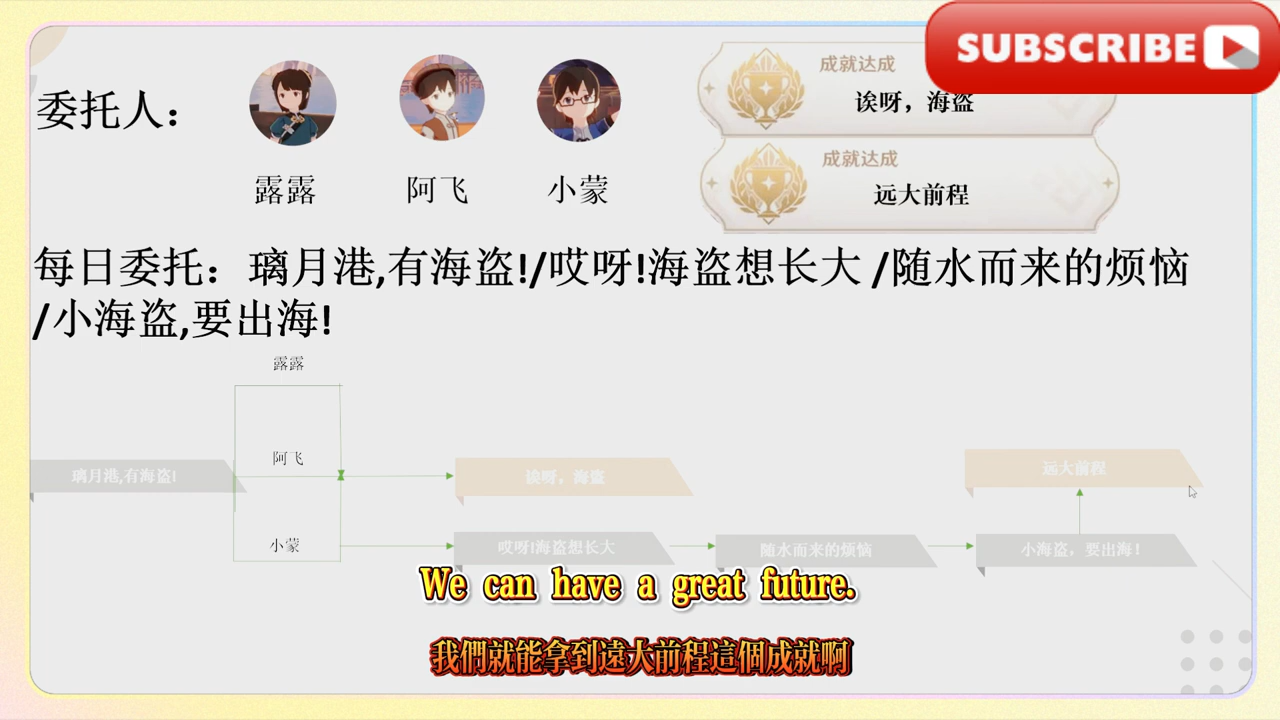 SUBSCRIBE
委托人：
露露
阿飞
小蒙
成就达成
诶呀，海盗
成就达成
远大前程
每日委托：璃月港,有海盗!/哎呀!海盗想长大 /随水而来的烦恼
/小海盗,要出海!
露露
阿飞
小蒙
璃月港,有海盗!
诶呀，海盗
哎呀!海盗想长大
随水而来的烦恼
小海盗，要出海！
远大前程
We can have a great future.
我們就能拿到遠大前程這個成就啊